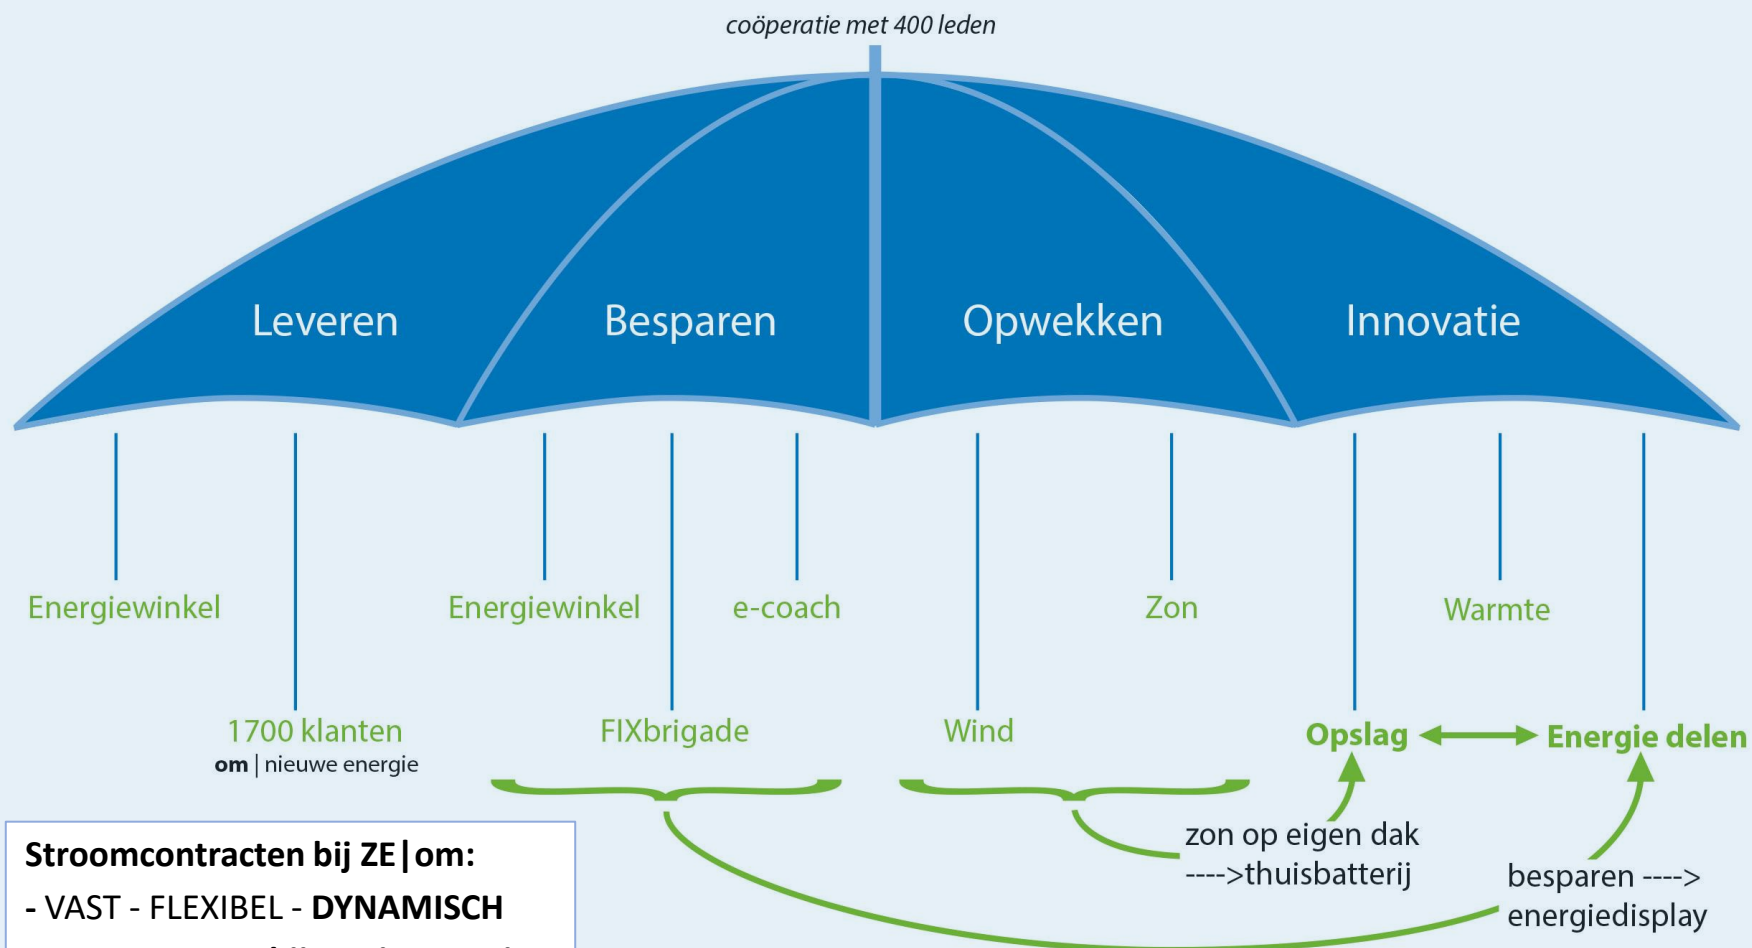 coöperatie met 400 leden
Leveren
Besparen
Opwekken
Innovatie
Energiewinkel
Energiewinkel
e-coach
Zon
Warmte
1700 klanten
om | nieuwe energie
FIXbrigade
Wind
Opslag
Energie delen
zon op eigen dak
---->thuisbatterij
besparen ---->
energiedisplay
Stroomcontracten bij ZE|om:
- VAST - FLEXIBEL - DYNAMISCH